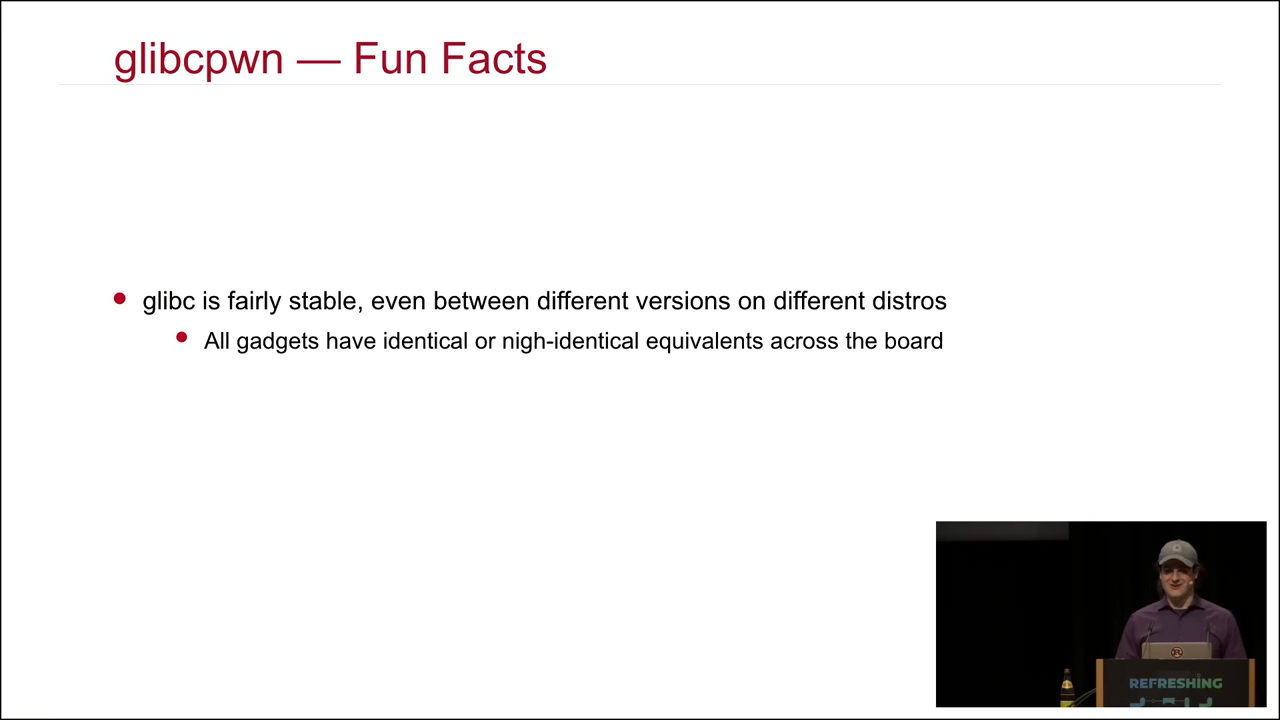 glibcpwn — Fun Facts
glibc is fairly stable, even between different versions on different distros
All gadgets have identical or nigh-identical equivalents across the board
REFRESHING